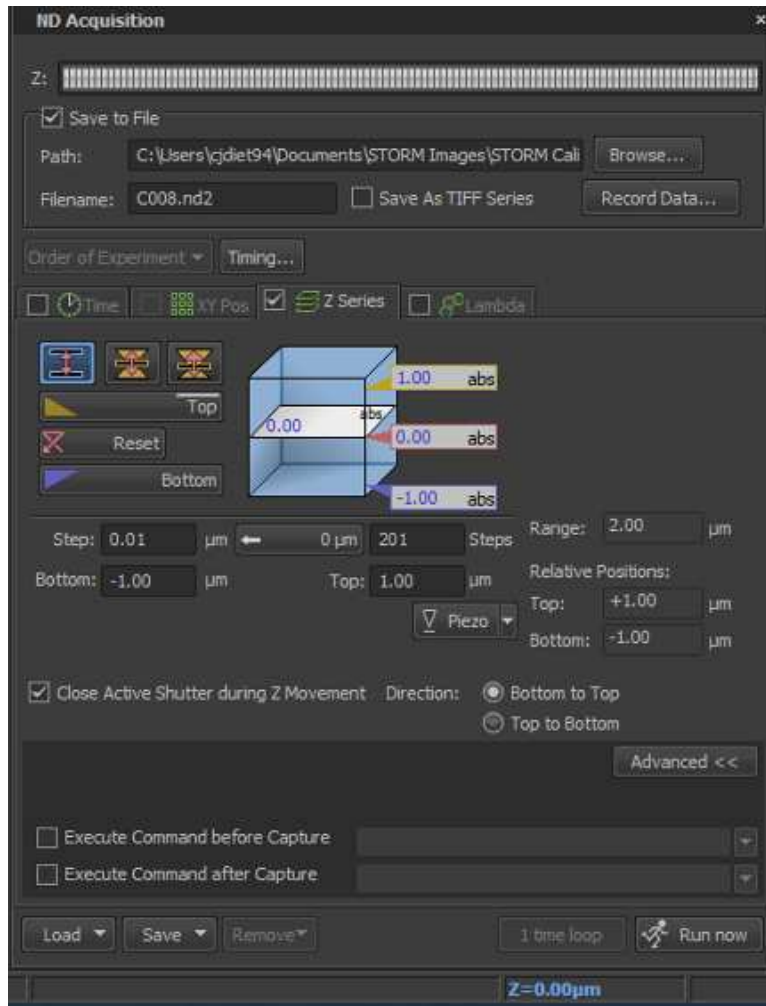 ND Acquisition ×
Z:
Save to File
Path: C:\Users\cjdiet94\Documents\STORM Images\STORM Cali Browse...
Filename: C008.nd2 Save As TIFF Series Record Data...
Order of Experiment Timing...
Time XY Pos Z Series Lambda
1.00 abs
Top
0.00 abs 0.00 abs
Reset
Bottom
-1.00 abs
Step: 0.01 µm 0 µm 201 Steps Range: 2.00 µm
Bottom: -1.00 µm Top: 1.00 µm Relative Positions:
Top: +1.00 µm
Piezo
Bottom: -1.00 µm
Close Active Shutter during Z Movement Direction: Bottom to Top
Top to Bottom
Advanced <<
Execute Command before Capture
Execute Command after Capture
Load Save Remove 1 time loop Run now
Z=0.00µm